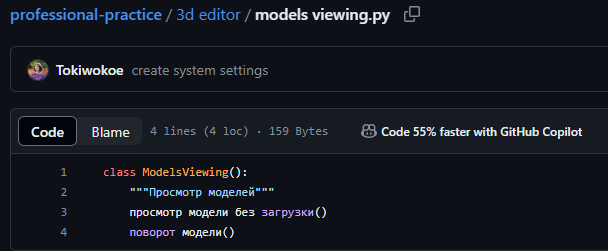 professional-practice / 3d editor / models viewing.py
Tokiwokoe create system settings
Code Blame 4 lines (4 loc) · 159 Bytes Code 55% faster with GitHub Copilot
1 class ModelsViewing():
2 """Просмотр моделей"""
3 просмотр модели без загрузки()
4 поворот модели()